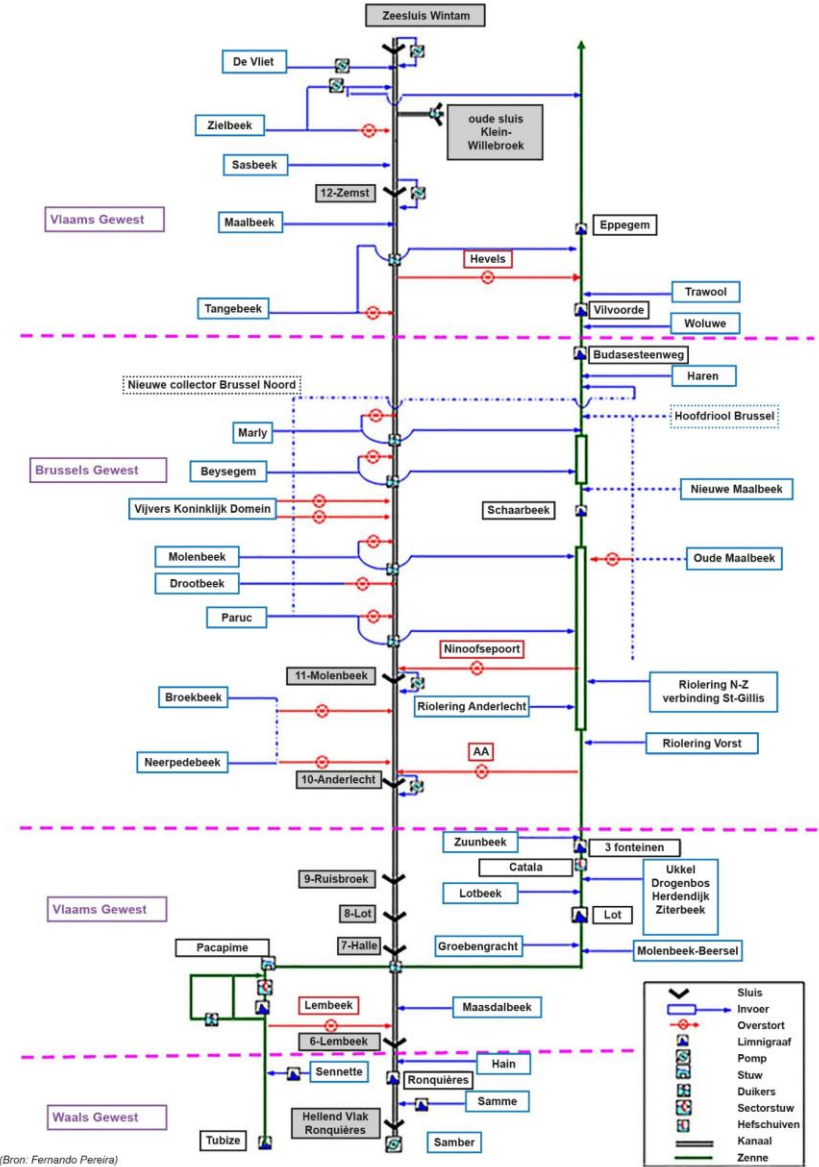 Zeesluis Wintam
De Vliet
Zielbeek
oude sluis
Klein-
Willebroek
Sasbeek
12-Zemst
Vlaams Gewest
Maalbeek
Eppegem
Hevels
Trawool
Tangebeek
Vilvoorde
Woluwe
Budasesteenweg
Haren
Nieuwe collector Brussel Noord
Hoofdriool Brussel
Marly
Brussels Gewest
Beysegem
Nieuwe Maalbeek
Vijvers Koninklijk Domein
Schaarbeek
Molenbeek
Oude Maalbeek
Drootbeek
Paruc
Ninoofsepoort
11-Molenbeek
Riolering N-Z
verbinding St-Gillis
Broekbeek
Riolering Anderlecht
Riolering Vorst
Neerpedebeek
AA
10-Anderlecht
Zuunbeek
3 fonteinen
Catala
Ukkel
Drogenbos
Herdendijk
Ziterbeek
9-Ruisbroek
Lotbeek
Vlaams Gewest
8-Lot
Lot
Pacapime
7-Halle
Groebengracht
Molenbeek-Beersel
Lembeek
Maasdalbeek
6-Lembeek
Sluis
Invoer
Overstort
Limnigraaf
Pomp
Stuw
Duikers
Sectorstuw
Hefschuiven
Kanaal
Zenne
Hain
Sennette
Ronquières
Samme
Waals Gewest
Hellend Vlak
Ronquières
Tubize
Samber
(Bron: Fernando Pereira)